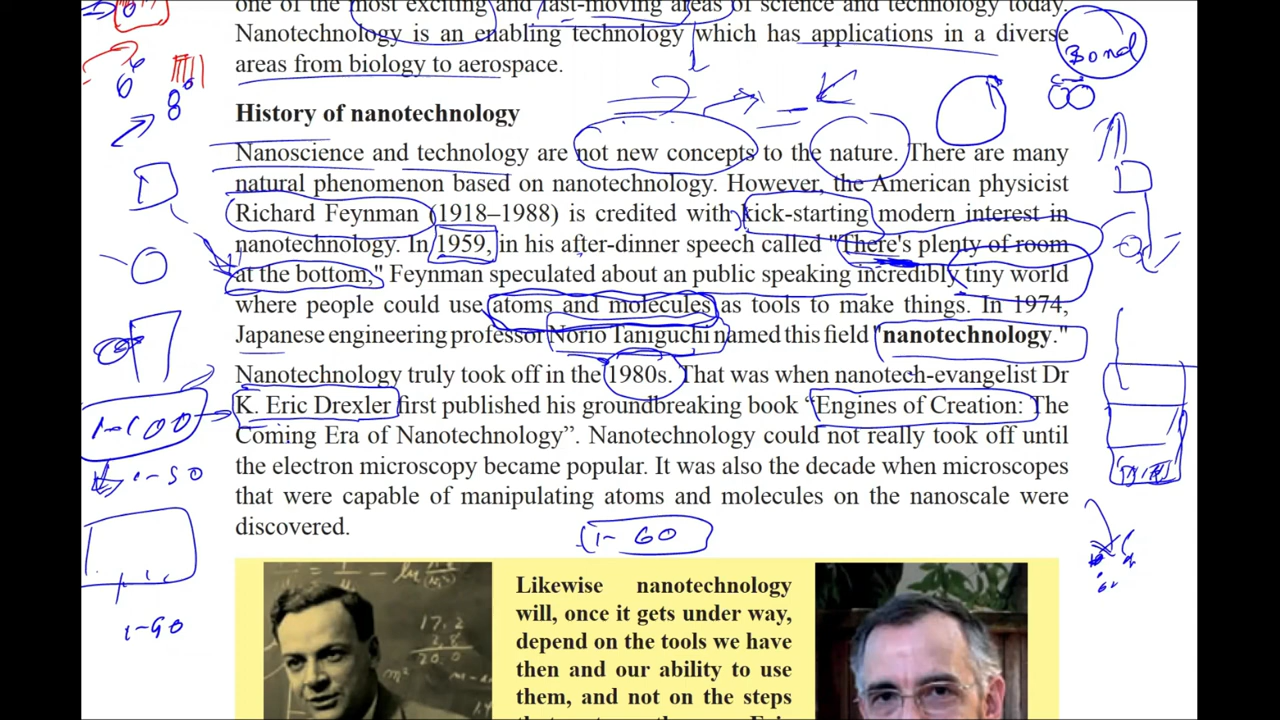 one of the most exciting and fast-moving areas of science and technology today.
Nanotechnology is an enabling technology which has applications in a diverse
areas from biology to aerospace.
Bond
History of nanotechnology
Nanoscience and technology are not new concepts to the nature. There are many
natural phenomenon based on nanotechnology. However, the American physicist
Richard Feynman (1918–1988) is credited with kick-starting modern interest in
nanotechnology. In 1959, in his after-dinner speech called "There's plenty of room
at the bottom," Feynman speculated about an public speaking incredibly tiny world
where people could use atoms and molecules as tools to make things. In 1974,
Japanese engineering professor Norio Taniguchi named this field "nanotechnology."
Nanotechnology truly took off in the 1980s. That was when nanotech-evangelist Dr
K. Eric Drexler first published his groundbreaking book “Engines of Creation: The
Coming Era of Nanotechnology”. Nanotechnology could not really took off until
the electron microscopy became popular. It was also the decade when microscopes
that were capable of manipulating atoms and molecules on the nanoscale were
discovered.
1-100
1-50
1-60
Likewise nanotechnology
will, once it gets under way,
depend on the tools we have
then and our ability to use
them, and not on the steps
17.2
2.8
20.0